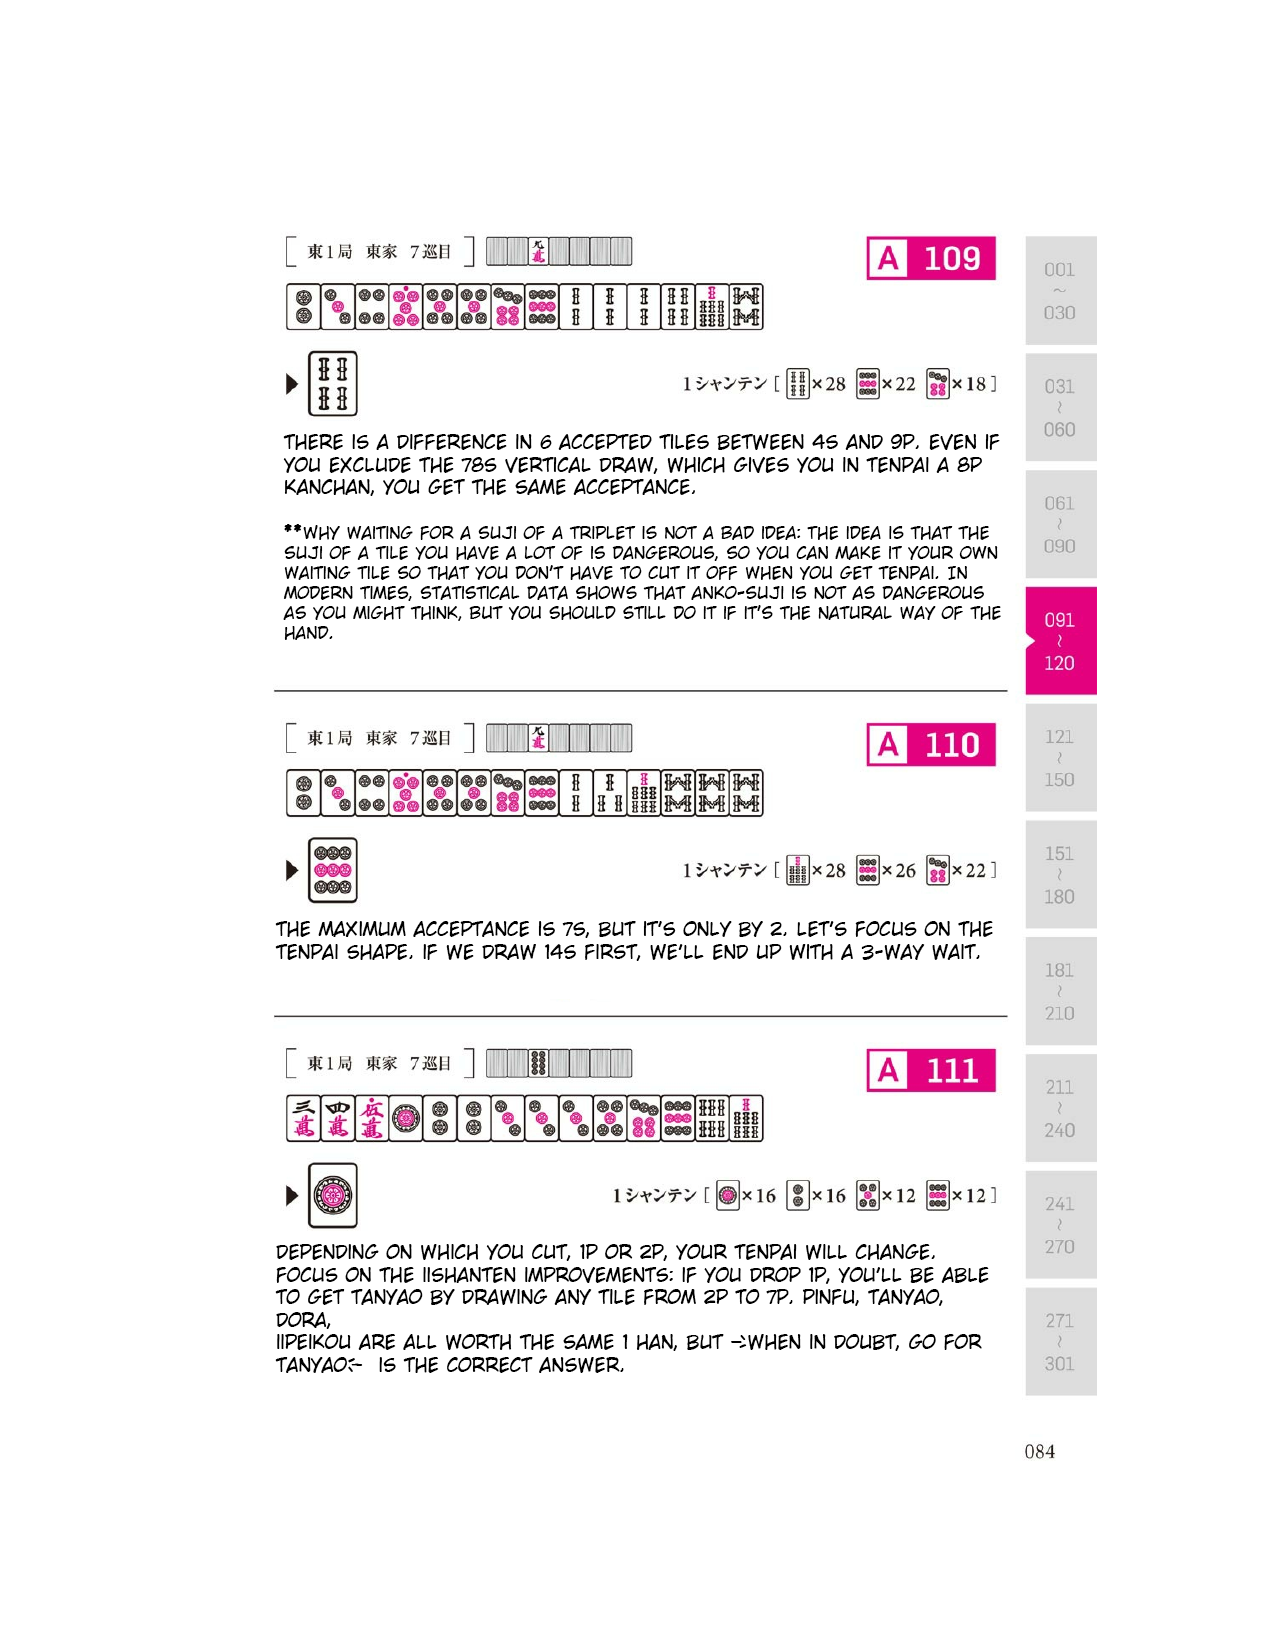 [ 東1局 東家 7巡目 ]
A 109
1シャンテン [ ×28 ×22 ×18 ]
THERE IS A DIFFERENCE IN 6 ACCEPTED TILES BETWEEN 4S AND 9P. EVEN IF
YOU EXCLUDE THE 78S VERTICAL DRAW, WHICH GIVES YOU IN TENPAI A 8P
KANCHAN, YOU GET THE SAME ACCEPTANCE.
**WHY WAITING FOR A SUJI OF A TRIPLET IS NOT A BAD IDEA: THE IDEA IS THAT THE
SUJI OF A TILE YOU HAVE A LOT OF IS DANGEROUS, SO YOU CAN MAKE IT YOUR OWN
WAITING TILE SO THAT YOU DON'T HAVE TO CUT IT OFF WHEN YOU GET TENPAI. IN
MODERN TIMES, STATISTICAL DATA SHOWS THAT ANKO-SUJI IS NOT AS DANGEROUS
AS YOU MIGHT THINK, BUT YOU SHOULD STILL DO IT IF IT'S THE NATURAL WAY OF THE
HAND.
[ 東1局 東家 7巡目 ]
A 110
1シャンテン [ ×28 ×26 ×22 ]
THE MAXIMUM ACCEPTANCE IS 7S, BUT IT'S ONLY BY 2. LET'S FOCUS ON THE
TENPAI SHAPE. IF WE DRAW 14S FIRST, WE'LL END UP WITH A 3-WAY WAIT.
[ 東1局 東家 7巡目 ]
A 111
三萬 四萬 伍萬
1シャンテン [ ×16 ×16 ×12 ×12 ]
DEPENDING ON WHICH YOU CUT, 1P OR 2P, YOUR TENPAI WILL CHANGE.
FOCUS ON THE IISHANTEN IMPROVEMENTS: IF YOU DROP 1P, YOU'LL BE ABLE
TO GET TANYAO BY DRAWING ANY TILE FROM 2P TO 7P. PINFU, TANYAO,
DORA,
IIPEIKOU ARE ALL WORTH THE SAME 1 HAN, BUT WHEN IN DOUBT, GO FOR
TANYAO IS THE CORRECT ANSWER.
001
~
030
031
~
060
061
~
090
091
~
120
121
~
150
151
~
180
181
~
210
211
~
240
241
~
270
271
~
301
084